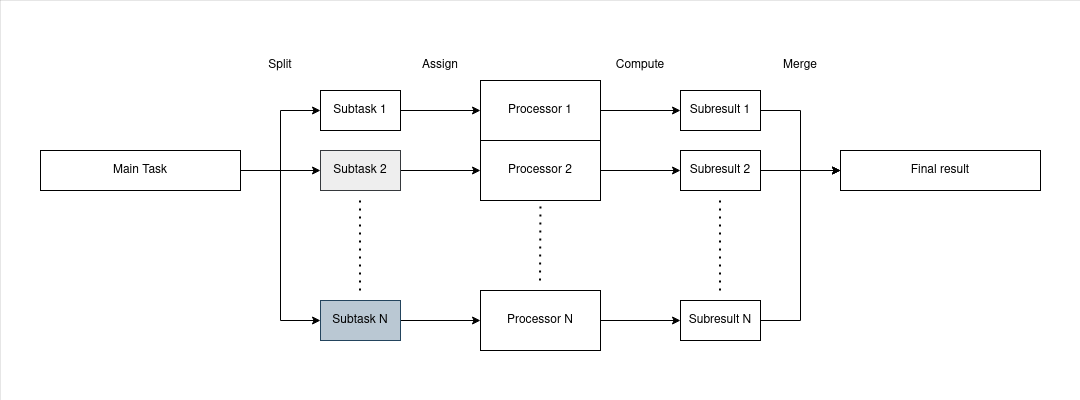 Split
Assign
Compute
Merge
Subtask 1
Processor 1
Subresult 1
Main Task
Subtask 2
Processor 2
Subresult 2
Final result
Subtask N
Processor N
Subresult N